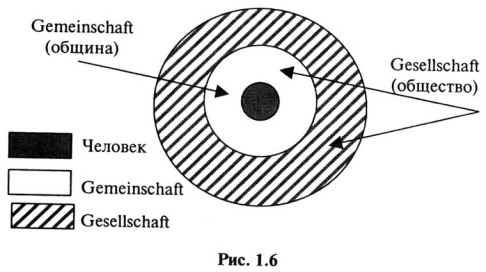 Gemeinschaft
(община)
Gesellschaft
(общество)
Человек
Gemeinschaft
Gesellschaft
Рис. 1.6